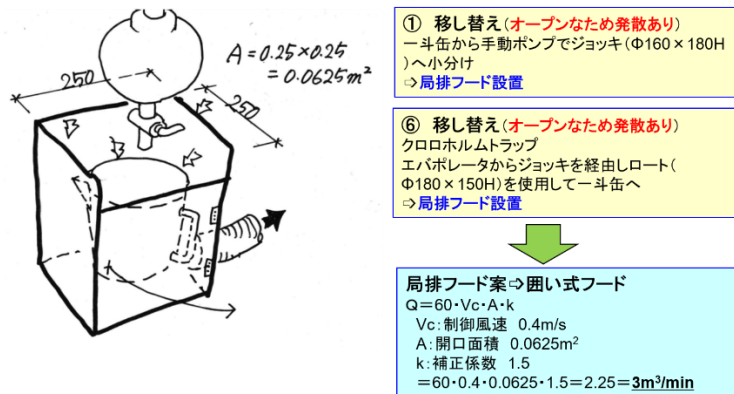 250
A=0.25×0.25
=0.0625m²
250
① 移し替え(オープンなため発散あり)
一斗缶から手動ポンプでジョッキ(Φ160×180H
)へ小分け
⇨局排フード設置
⑥ 移し替え(オープンなため発散あり)
クロロホルムトラップ
エバポレータからジョッキを経由しロート(
Φ180×150H)を使用して一斗缶へ
⇨局排フード設置
局排フード案⇨囲い式フード
Q=60・Vc・A・k
Vc:制御風速 0.4m/s
A:開口面積 0.0625m²
k:補正係数 1.5
=60・0.4・0.0625・1.5=2.25=3m³/min